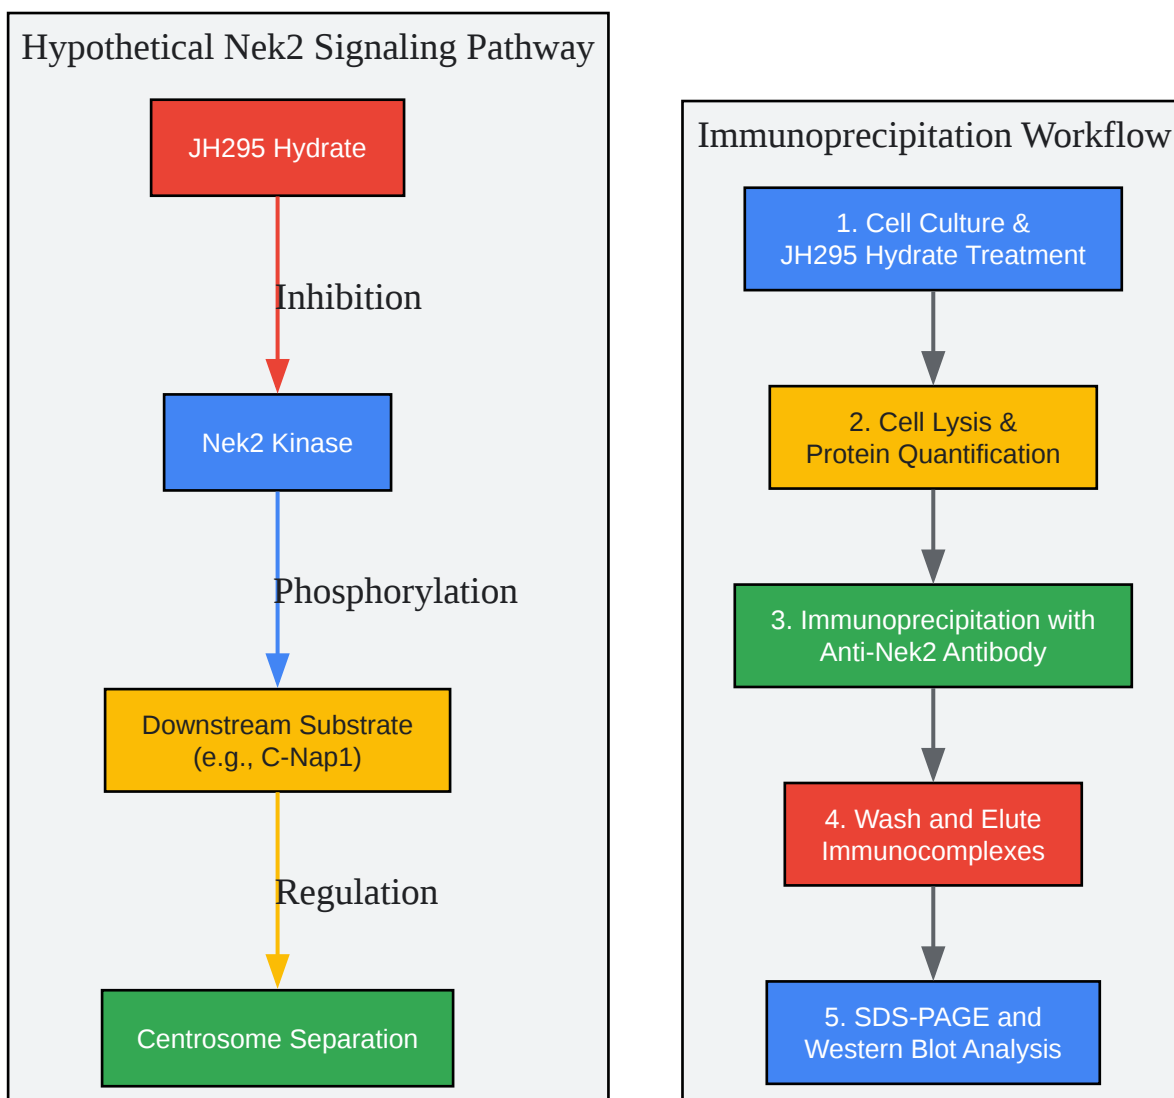 Hypothetical Nek2 Signaling Pathway
JH295 Hydrate
Inhibition
Nek2 Kinase
Phosphorylation
Downstream Substrate
(e.g., C-Nap1)
Regulation
Centrosome Separation
Immunoprecipitation Workflow
1. Cell Culture &
JH295 Hydrate Treatment
2. Cell Lysis &
Protein Quantification
3. Immunoprecipitation with
Anti-Nek2 Antibody
4. Wash and Elute
Immunocomplexes
5. SDS-PAGE and
Western Blot Analysis